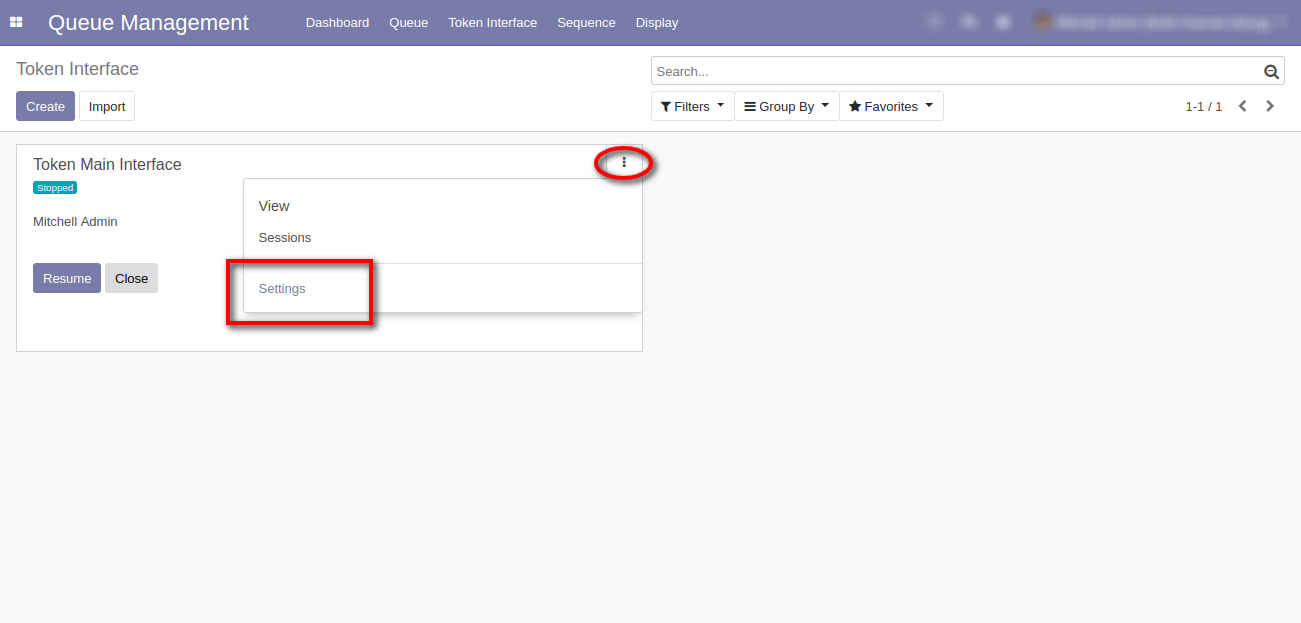 Queue Management
Dashboard Queue Token Interface Sequence Display
Token Interface
Search...
Create Import
Filters Group By Favorites
1-1 / 1
Token Main Interface
Stopped
Mitchell Admin
Resume Close
View
Sessions
Settings